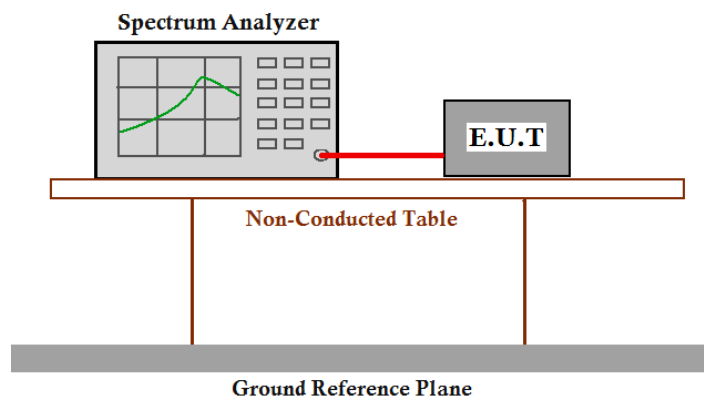 Spectrum Analyzer
E.U.T
Non-Conducted Table
Ground Reference Plane